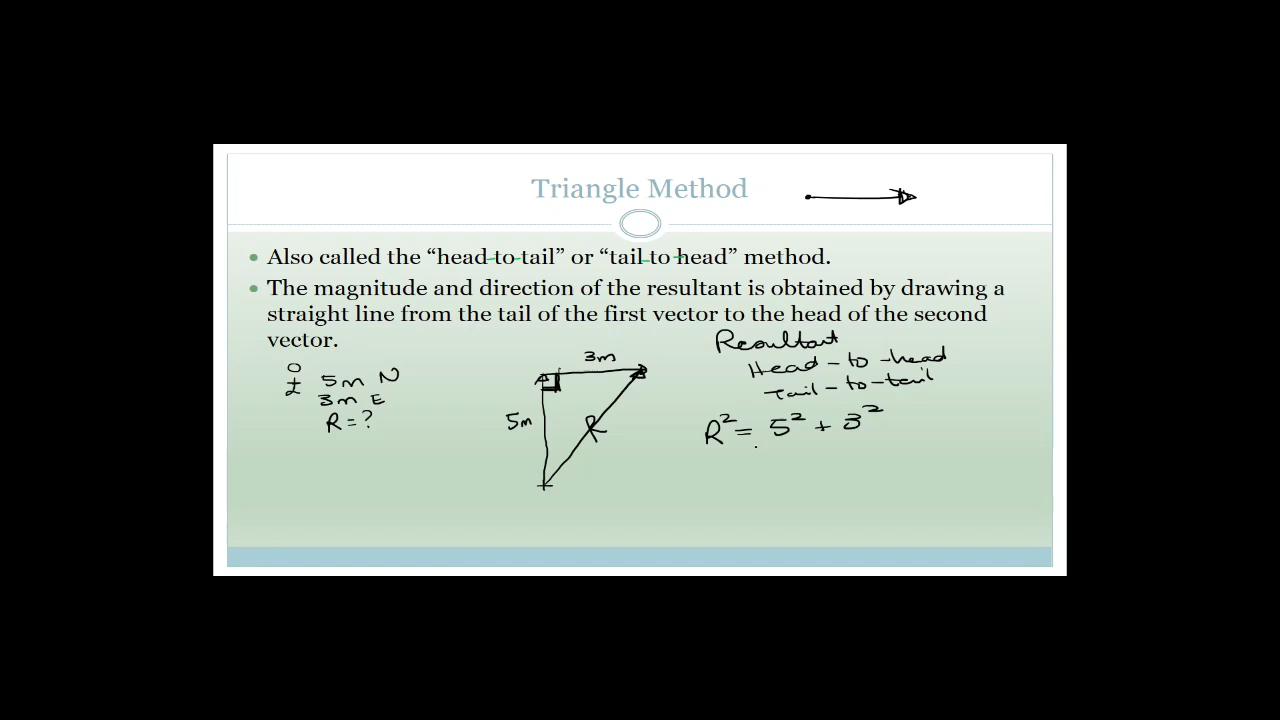 Triangle Method
Also called the “head to tail” or “tail to head” method.
The magnitude and direction of the resultant is obtained by drawing a
straight line from the tail of the first vector to the head of the second
vector.
5m N
3m E
R = ?
3m
5m
R
Resultant
Head - to - head
Tail - to - tail
R² = 5² + 3²